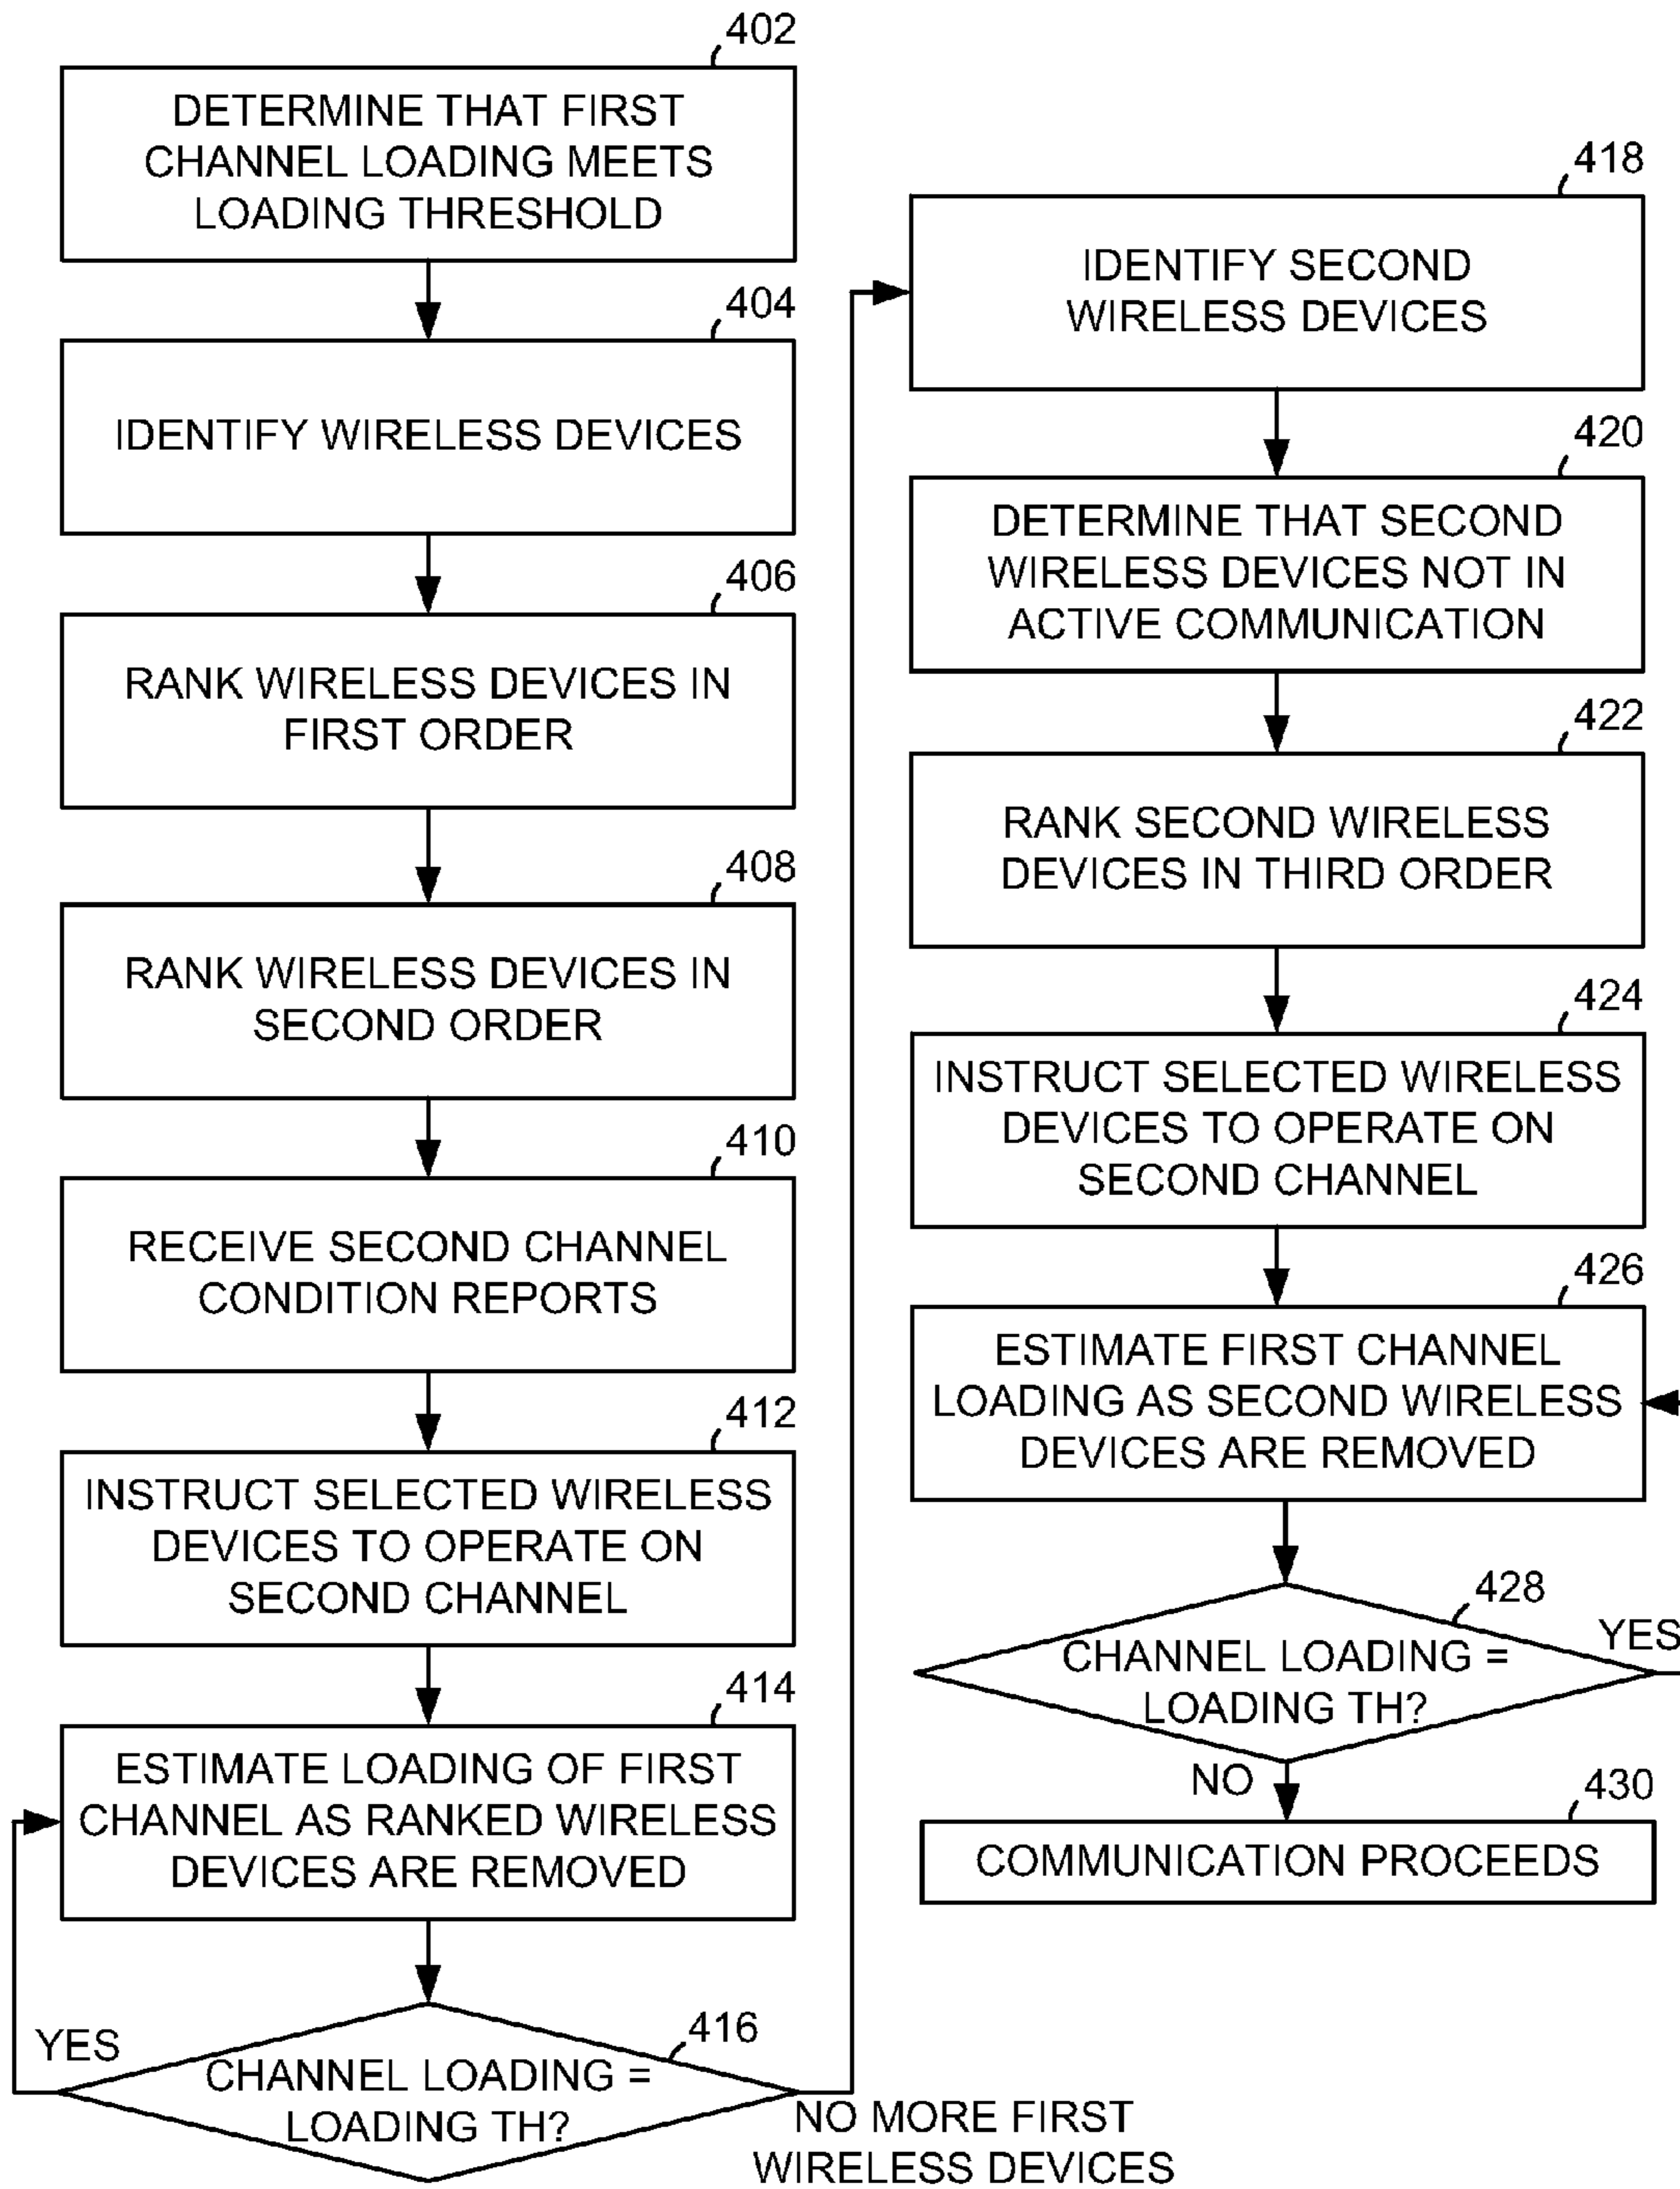 402
DETERMINE THAT FIRST
CHANNEL LOADING MEETS
LOADING THRESHOLD
404
IDENTIFY WIRELESS DEVICES
406
RANK WIRELESS DEVICES IN
FIRST ORDER
408
RANK WIRELESS DEVICES IN
SECOND ORDER
410
RECEIVE SECOND CHANNEL
CONDITION REPORTS
412
INSTRUCT SELECTED WIRELESS
DEVICES TO OPERATE ON
SECOND CHANNEL
414
ESTIMATE LOADING OF FIRST
CHANNEL AS RANKED WIRELESS
DEVICES ARE REMOVED
416
YES
CHANNEL LOADING =
LOADING TH?
NO MORE FIRST
WIRELESS DEVICES
418
IDENTIFY SECOND
WIRELESS DEVICES
420
DETERMINE THAT SECOND
WIRELESS DEVICES NOT IN
ACTIVE COMMUNICATION
422
RANK SECOND WIRELESS
DEVICES IN THIRD ORDER
424
INSTRUCT SELECTED WIRELESS
DEVICES TO OPERATE ON
SECOND CHANNEL
426
ESTIMATE FIRST CHANNEL
LOADING AS SECOND WIRELESS
DEVICES ARE REMOVED
428
YES
CHANNEL LOADING =
LOADING TH?
NO
430
COMMUNICATION PROCEEDS